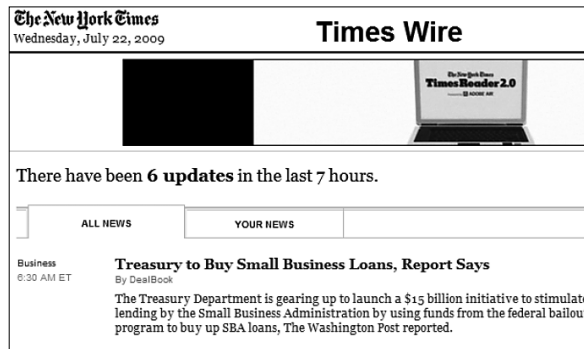 The New York Times
Wednesday, July 22, 2009
Times Wire
The New York Times
TimesReader 2.0
ADOBE AIR
There have been 6 updates in the last 7 hours.
ALL NEWS
YOUR NEWS
Business
6:30 AM ET
Treasury to Buy Small Business Loans, Report Says
By DealBook
The Treasury Department is gearing up to launch a $15 billion initiative to stimulate
lending by the Small Business Administration by using funds from the federal bailou
program to buy up SBA loans, The Washington Post reported.